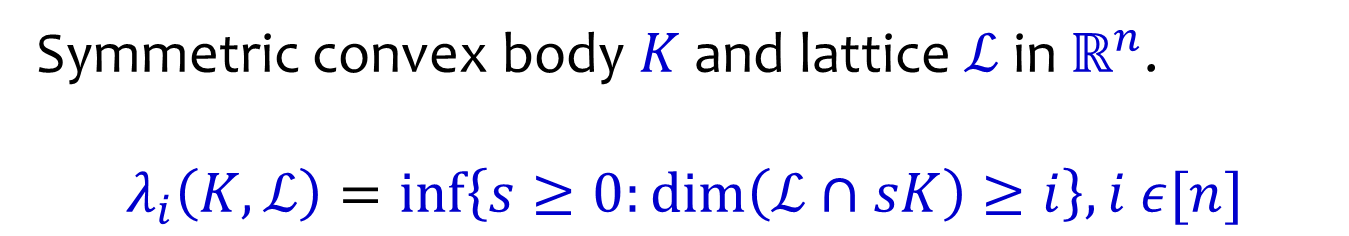 Symmetric convex body K and lattice ℒ in ℝⁿ.
λᵢ(K, ℒ) = inf{s ≥ 0: dim(ℒ ∩ sK) ≥ i}, i ϵ[n]